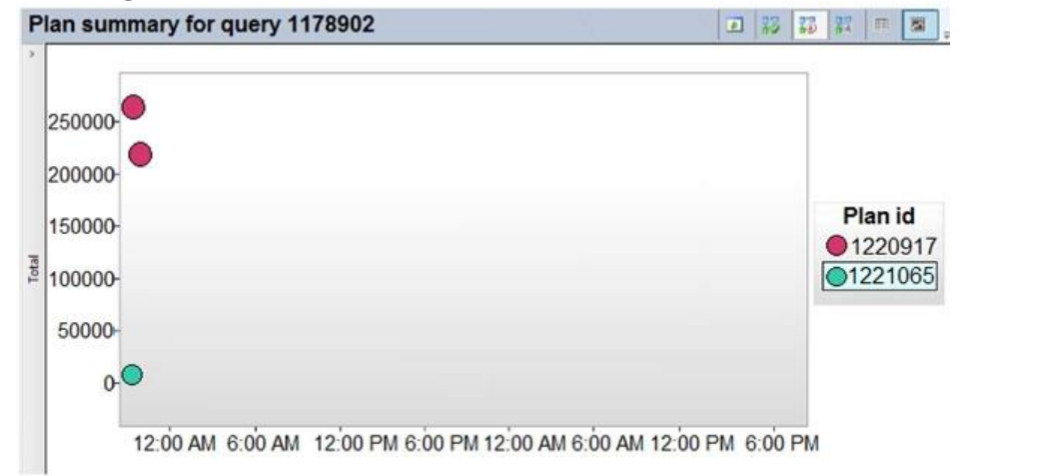 Plan summary for query 1178902
Total
250000
200000
150000
100000
50000
0
12:00 AM 6:00 AM 12:00 PM 6:00 PM 12:00 AM 6:00 AM 12:00 PM 6:00 PM
Plan id
1220917
1221065